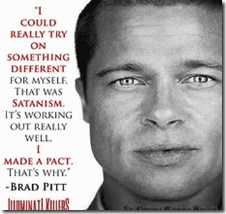 "I
COULD
REALLY TRY
ON
SOMETHING
DIFFERENT
FOR MYSELF.
THAT WAS
SATANISM.
IT'S WORKING
OUT REALLY
WELL.
I
MADE A PACT.
THAT'S WHY."
-BRAD PITT
ILLUMINATI KILLERS